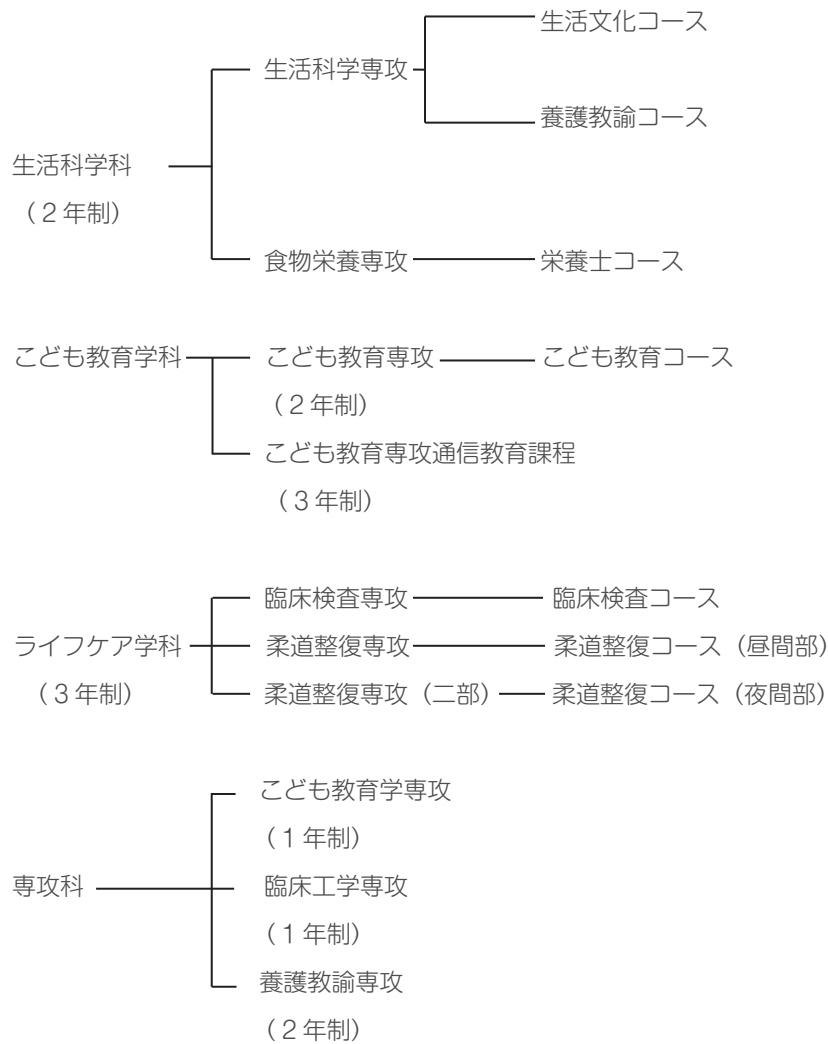 生活文化コース
生活科学専攻
養護教諭コース
生活科学科
（２年制）
食物栄養専攻 栄養士コース
こども教育学科 こども教育専攻 こども教育コース
（２年制）
こども教育専攻通信教育課程
（３年制）
臨床検査専攻 臨床検査コース
ライフケア学科 柔道整復専攻 柔道整復コース（昼間部）
（３年制） 柔道整復専攻（二部） 柔道整復コース（夜間部）
こども教育学専攻
（１年制）
専攻科 臨床工学専攻
（１年制）
養護教諭専攻
（２年制）